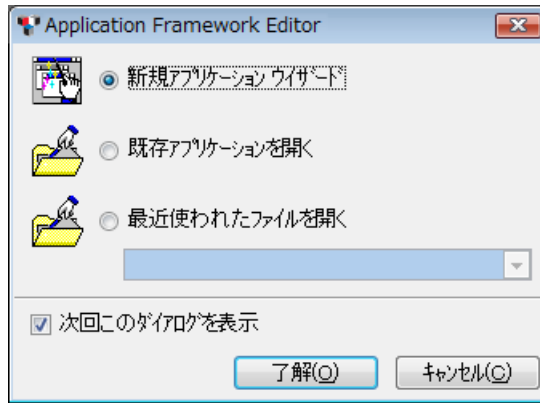 Application Framework Editor
新規ｱﾌﾟﾘｹｰｼｮﾝ ｳｲｻﾞｰﾄﾞ
既存ｱﾌﾟﾘｹｰｼｮﾝを開く
最近使われたﾌｧｲﾙを開く
次回このﾀﾞｲｱﾛｸﾞを表示
了解(O)
ｷｬﾝｾﾙ(C)